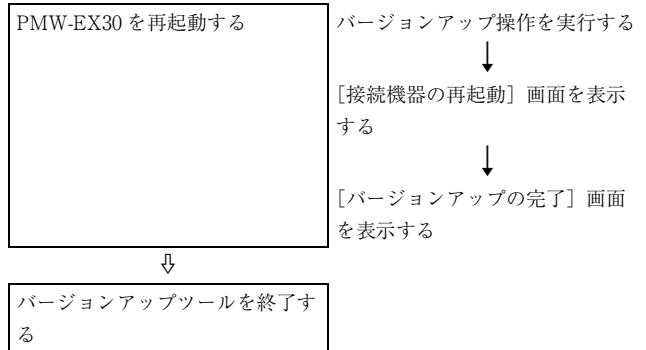 PMW-EX30 を再起動する
バージョンアップ操作を実行する
↓
［接続機器の再起動］画面を表示
する
↓
［バージョンアップの完了］画面
を表示する
⇩
バージョンアップツールを終了す
る